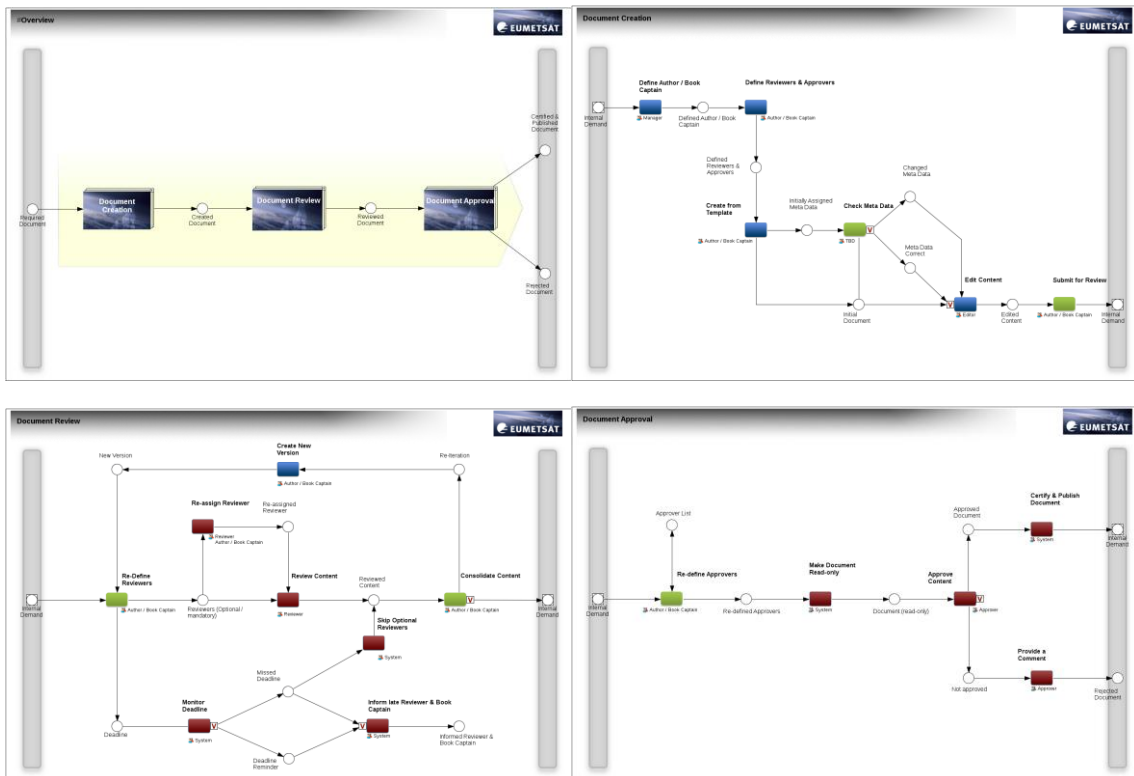 #Overview
EUMETSAT
Certified &
Published
Document
Document
Creation
Document Review
Document Approval
Required
Document
Created
Document
Reviewed
Document
Rejected
Document
Document Creation
EUMETSAT
Define Author / Book
Captain
Define Reviewers & Approvers
Internal
Demand
Manager
Defined Author / Book
Captain
Author / Book Captain
Defined
Reviewers &
Approvers
Changed
Meta Data
Create from
Template
Initially Assigned
Meta Data
Check Meta Data
Author / Book Captain
TBD
Meta Data
Correct
Edit Content
Submit for Review
Initial
Document
Editor
Edited
Content
Author / Book Captain
Internal
Demand
Document Review
EUMETSAT
Create New
Version
New Version
Re-iteration
Author / Book Captain
Re-assign Reviewer
Re-assigned
Reviewer
Reviewer
Author / Book Captain
Re-Define
Reviewers
Review Content
Reviewed
Content
Consolidate Content
Internal
Demand
Author / Book Captain
Reviewers (Optional /
mandatory)
Reviewer
Author / Book Captain
Internal
Demand
Skip Optional
Reviewers
System
Missed
Deadline
Monitor
Deadline
Inform late Reviewer & Book
Captain
Deadline
System
System
Informed Reviewer &
Book Captain
Deadline
Reminder
Document Approval
EUMETSAT
Certify & Publish
Document
Approver List
Approved
Document
System
Internal
Demand
Re-define Approvers
Make Document
Read-only
Approve
Content
Internal
Demand
Author / Book Captain
Re-defined Approvers
System
Document (Read-only)
Approver
Provide a
Comment
Not approved
Approver
Rejected
Document